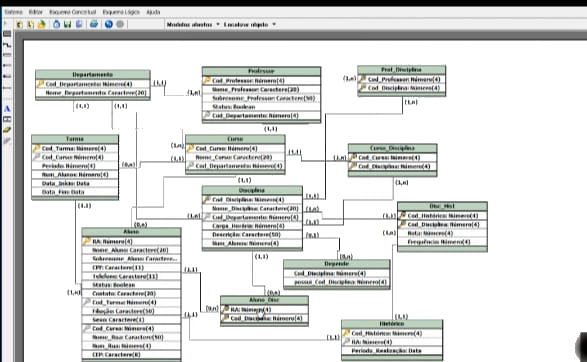 Sistema Editar Esquema Conceitual Esquema Lógico Ajuda
Modelos abertos Localizar objeto
Departamento
Cod_Departamento: Número(4)
Nome_Departamento: Caractere(20)
(1,1)
(1,1)
(1,1)
Professor
Cod_Professor: Número(4)
Nome_Professor: Caractere(20)
Sobrenome_Professor: Caractere(50)
Status: Boolean
Cod_Departamento: Número(4)
(1,n)
(1,1)
Prof_Disciplina
Cod_Professor: Número(4)
Cod_Disciplina: Número(4)
(1,n)
(1,n)
Turma
Cod_Turma: Número(4)
Cod_Curso: Número(4)
Período: Número(4)
Num_Alunos: Número(4)
Data_Início: Data
Data_Fim: Data
(0,n)
(1,1)
Curso
Cod_Curso: Número(4)
Nome_Curso: Caractere(20)
Cod_Departamento: Número(4)
(1,n)
(1,1)
(1,1)
(1,1)
Curso_Disciplina
Cod_Curso: Número(4)
Cod_Disciplina: Número(4)
(1,n)
(1,n)
Disciplina
Cod_Disciplina: Número(4)
Nome_Disciplina: Caractere(20)
Cod_Departamento: Número(4)
Carga_Horária: Número(4)
Descrição: Caractere(50)
Num_Alunos: Número(4)
(1,n)
(1,1)
(1,n)
(0,1)
(1,1)
Disc_Hist
Cod_Histórico: Número(4)
Cod_Disciplina: Número(4)
Nota: Número(4)
Frequência: Número(4)
(1,1)
(1,n)
(0,n)
Aluno
RA: Número(4)
Nome_Aluno: Caractere(20)
Sobrenome_Aluno: Caractere...
CPF: Caractere(11)
Telefone: Caractere(11)
Status: Boolean
Contato: Caractere(20)
Cod_Turma: Número(4)
Filiação: Caractere(50)
Sexo: Caractere(1)
Cod_Curso: Número(4)
Nome_Rua: Caractere(50)
Num_Rua: Número(4)
CEP: Caractere(8)
(1,n)
(1,1)
(1,1)
(0,n)
Depende
Cod_Disciplina: Número(4)
possui_Cod_Disciplina: Número(4)
(0,n)
(0,n)
Aluno_Disc
RA: Número(4)
Cod_Disciplina: Número(4)
(1,1)
(1,1)
Histórico
Cod_Histórico: Número(4)
RA: Número(4)
Período_Realização: Data